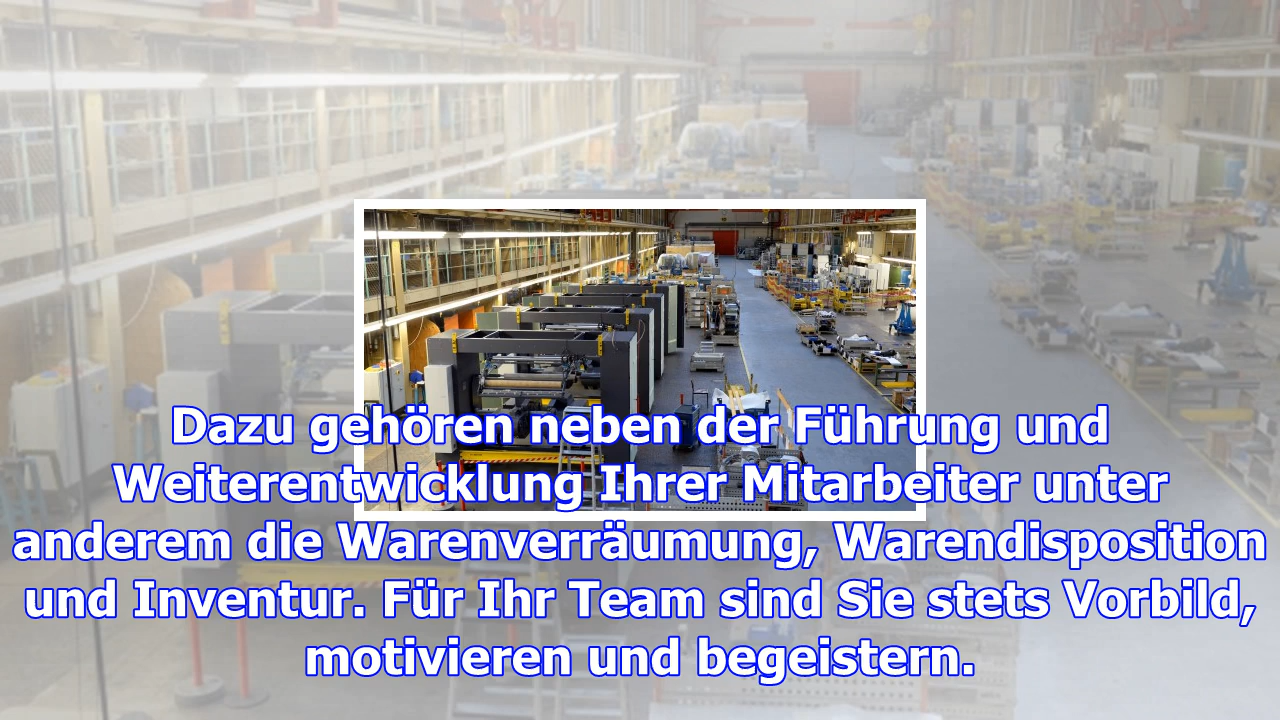 Dazu gehören neben der Führung und
Weiterentwicklung Ihrer Mitarbeiter unter
anderem die Warenverräumung, Warendisposition
und Inventur. Für Ihr Team sind Sie stets Vorbild,
motivieren und begeistern.